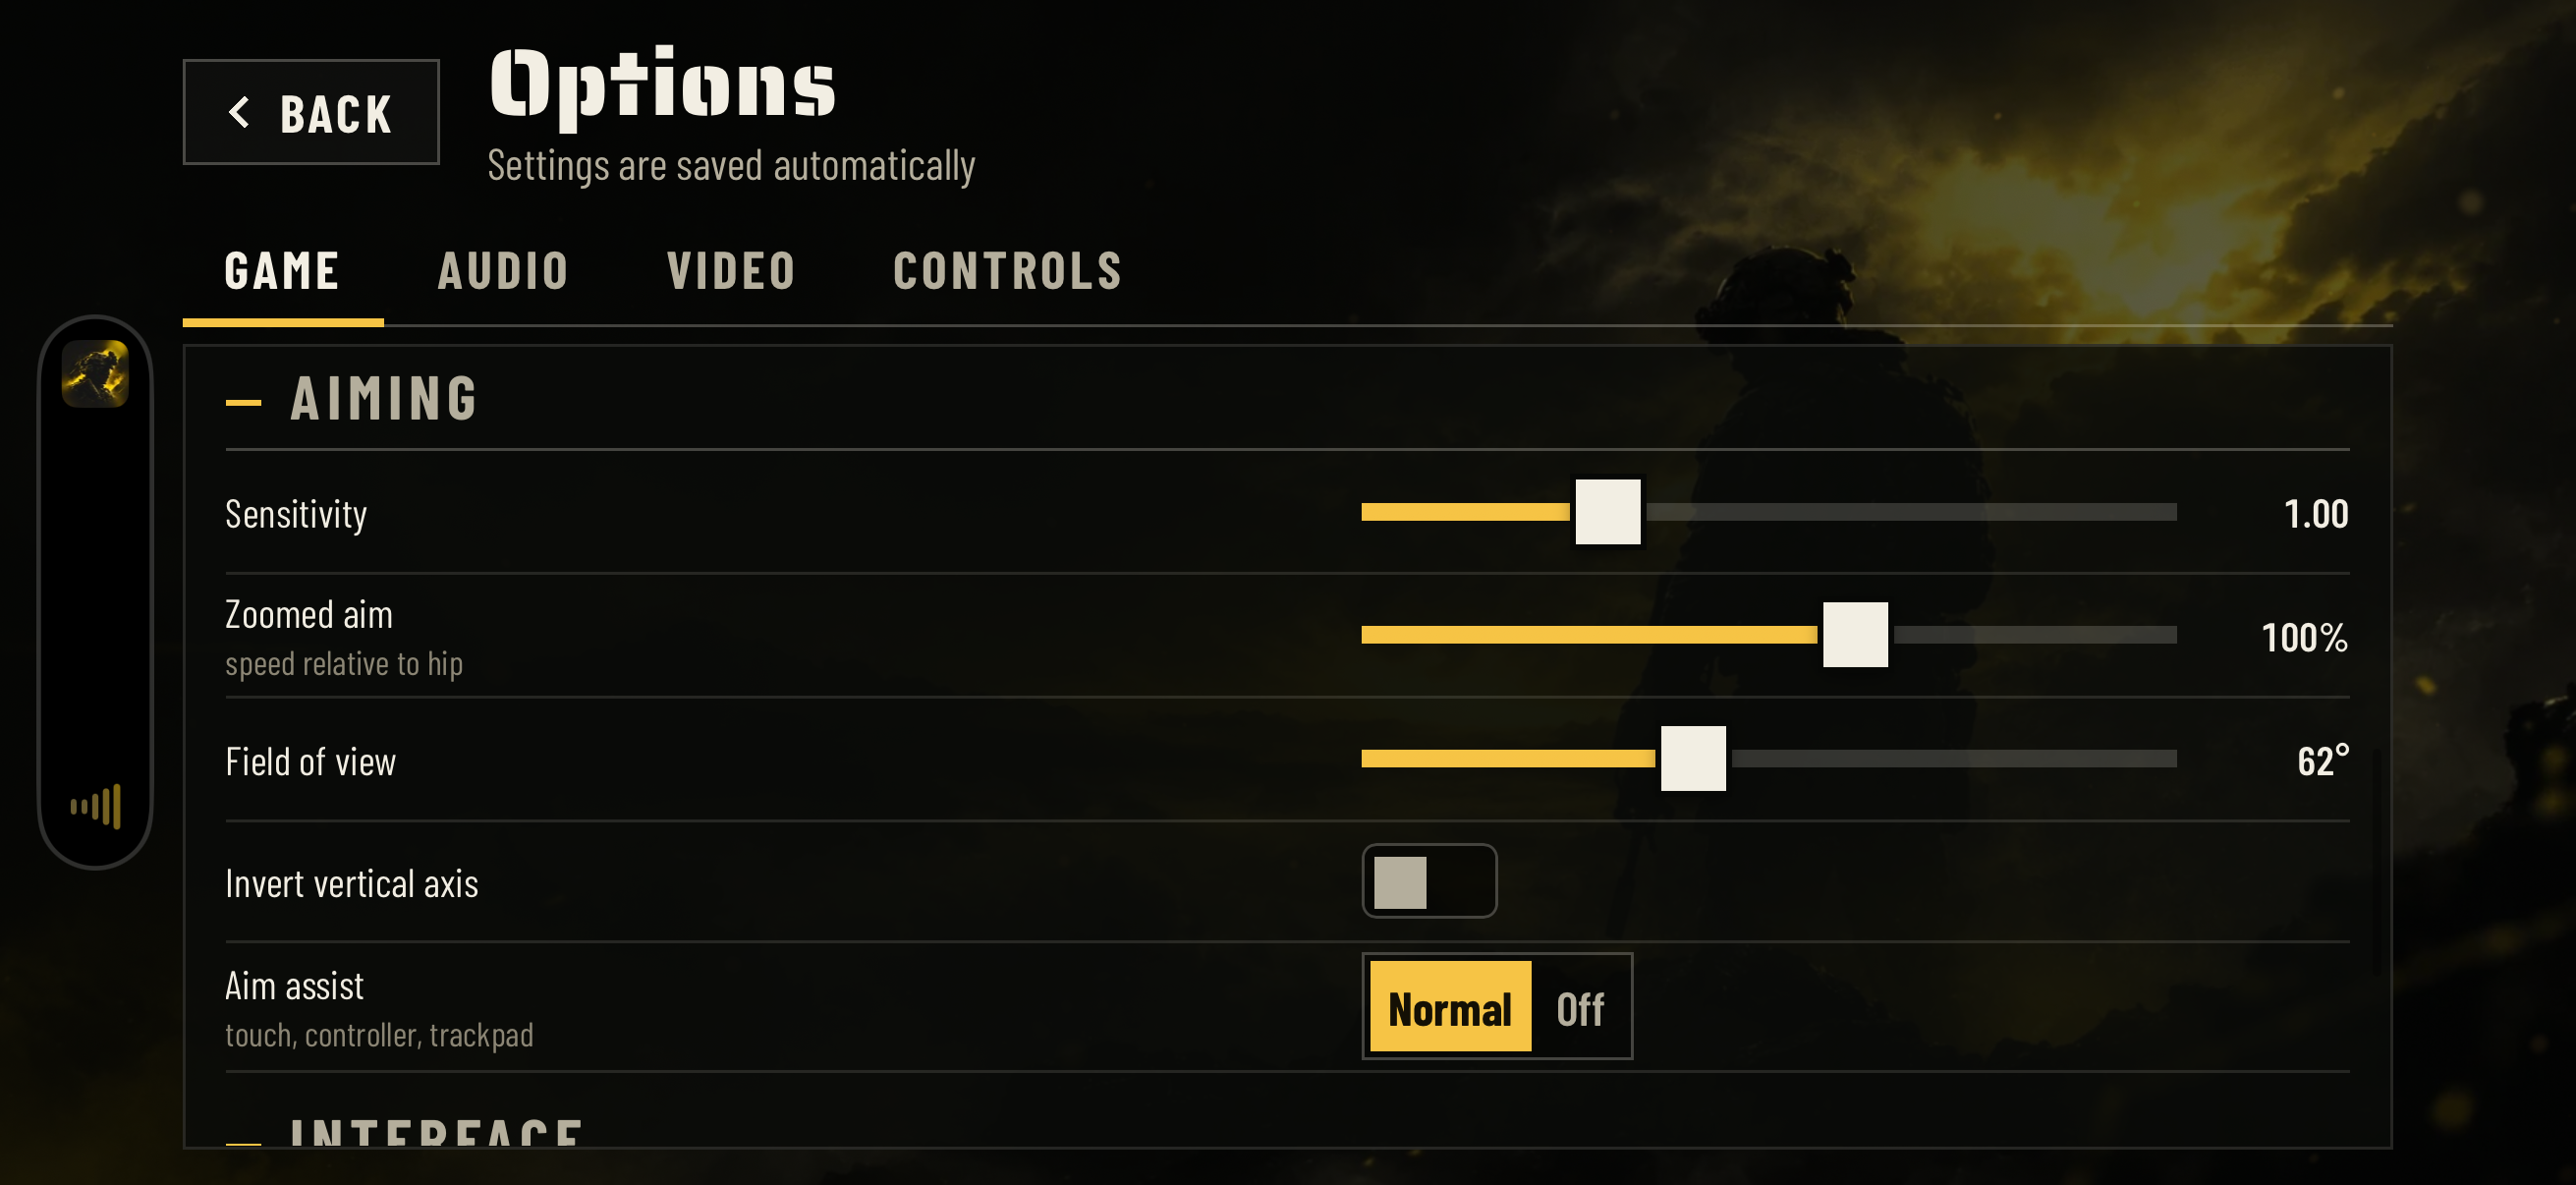 BACK
Options
Settings are saved automatically
GAME AUDIO VIDEO CONTROLS
AIMING
Sensitivity 1.00
Zoomed aim 100%
speed relative to hip
Field of view 62°
Invert vertical axis
Aim assist Normal Off
touch, controller, trackpad
INTERFACE